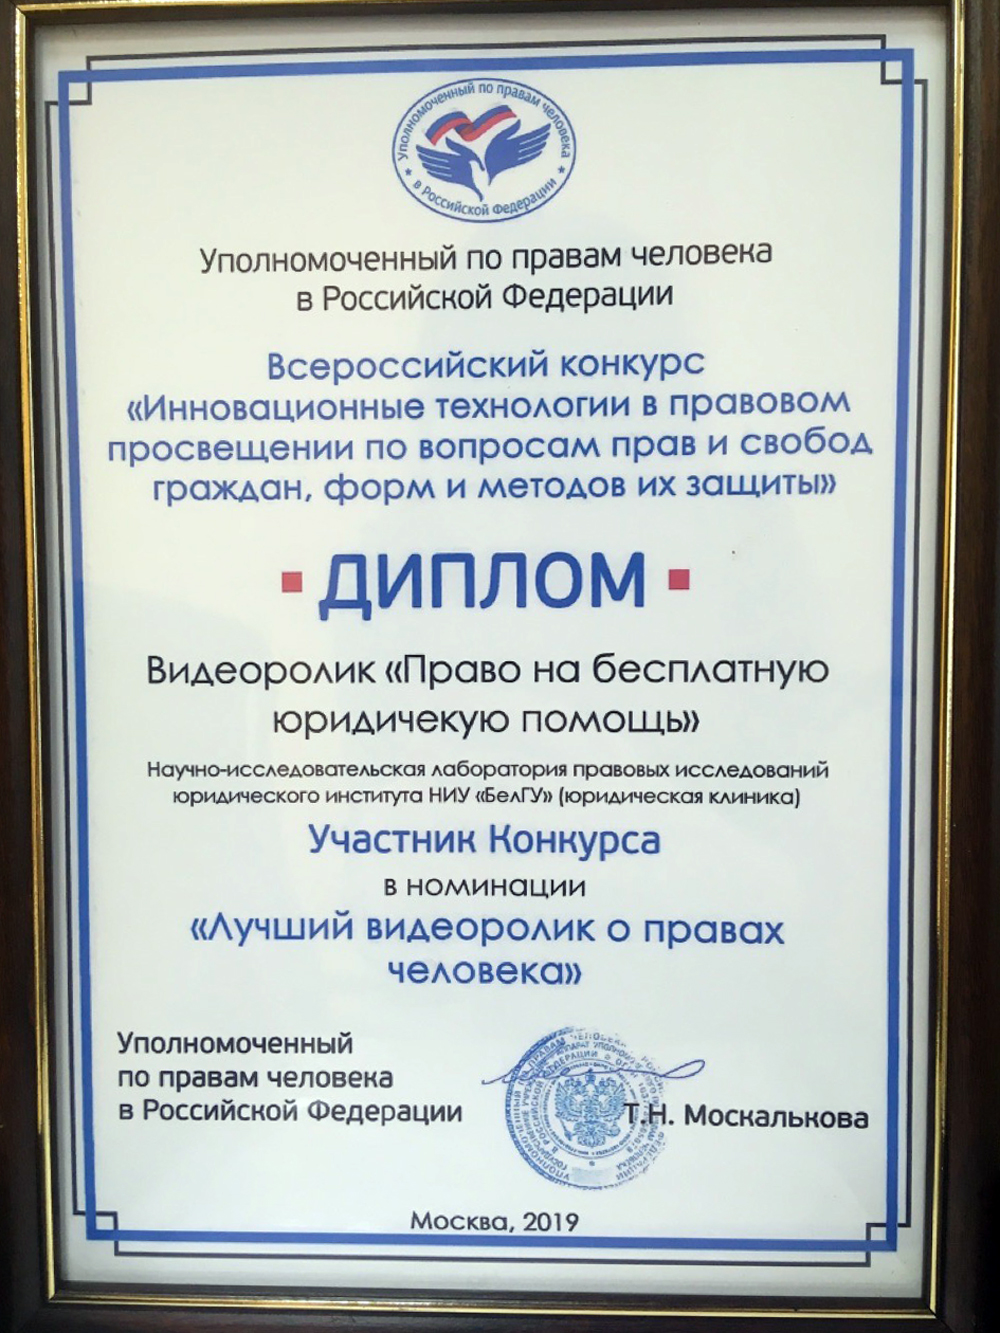 Уполномоченный по правам человека
в Российской Федерации
Уполномоченный по правам человека
в Российской Федерации
Всероссийский конкурс
«Инновационные технологии в правовом
просвещении по вопросам прав и свобод
граждан, форм и методов их защиты»
ДИПЛОМ
Видеоролик «Право на бесплатную
юридичекую помощь»
Научно-исследовательская лаборатория правовых исследований
юридического института НИУ «БелГУ» (юридическая клиника)
Участник Конкурса
в номинации
«Лучший видеоролик о правах
человека»
Уполномоченный
по правам человека
в Российской Федерации
Т.Н. Москалькова
Москва, 2019